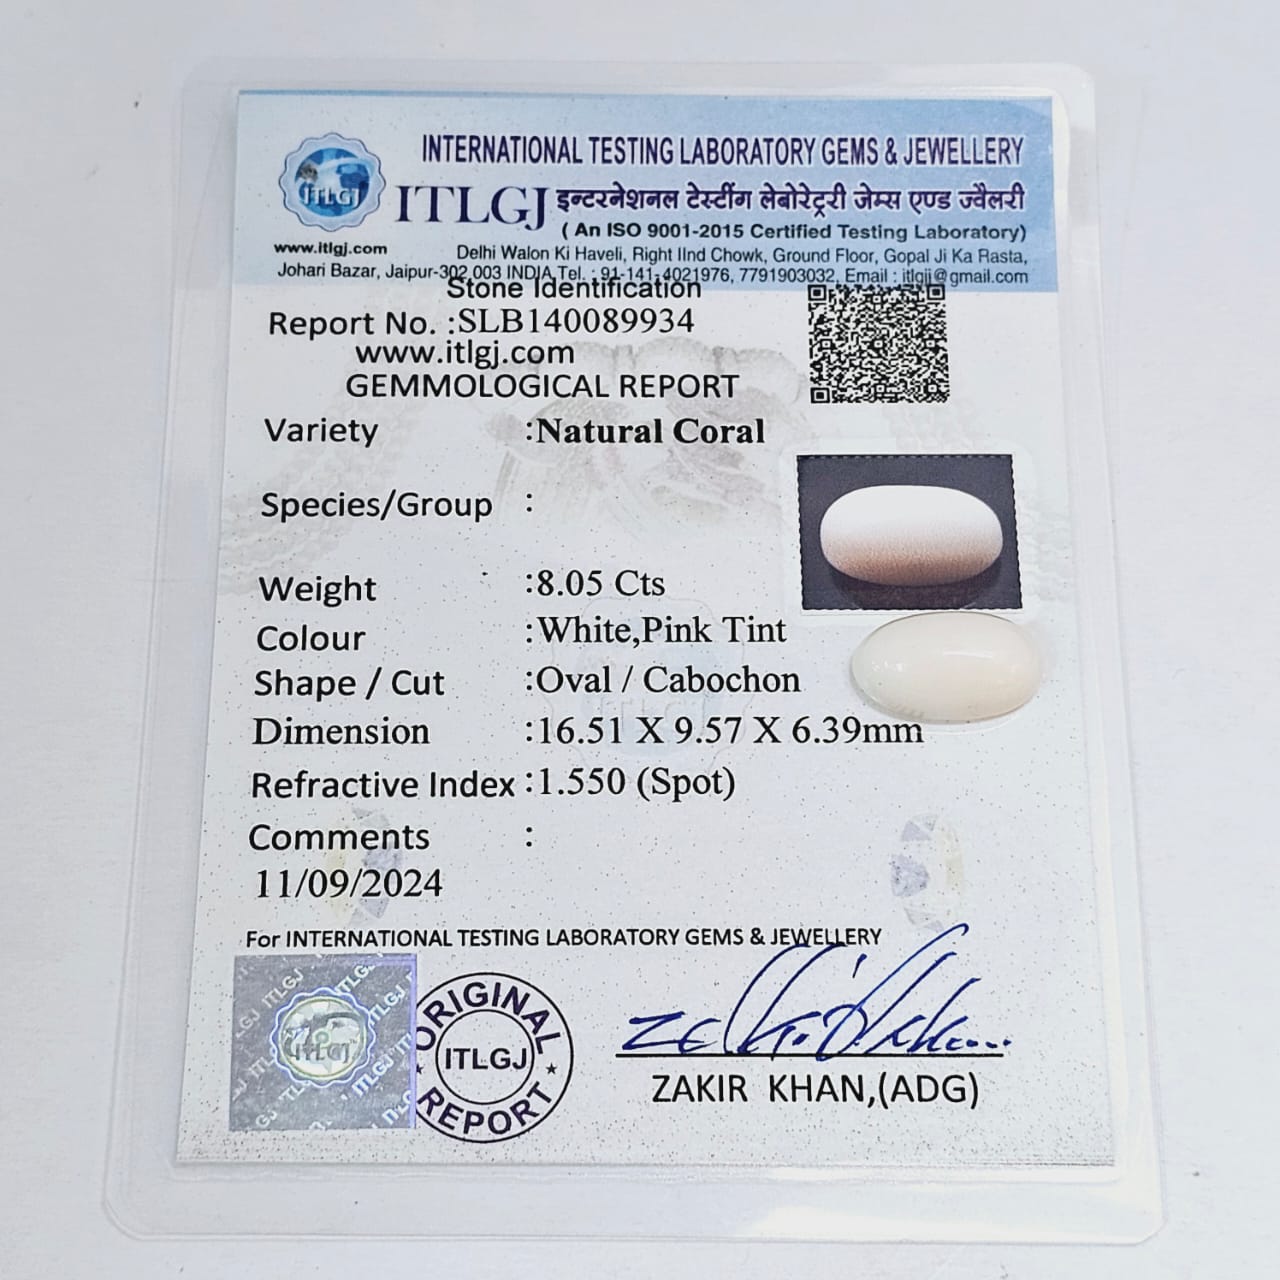 INTERNATIONAL TESTING LABORATORY GEMS & JEWELLERY
ITLGJ
ITLGJ इन्टरनेशनल टेस्टींग लेबोरेट्री जेम्स एण्ड ज्वैलरी
( An ISO 9001-2015 Certified Testing Laboratory)
www.itlgj.com Delhi Walon Ki Haveli, Right IInd Chowk, Ground Floor, Gopal Ji Ka Rasta,
Johari Bazar, Jaipur-302 003 INDIA Tel. : 91-141-4021976, 7791903032, Email : itlgjj@gmail.com
Stone Identification
Report No. :SLB140089934
www.itlgj.com
GEMMOLOGICAL REPORT
Variety :Natural Coral
Species/Group :
Weight :8.05 Cts
Colour :White,Pink Tint
Shape / Cut :Oval / Cabochon
Dimension :16.51 X 9.57 X 6.39mm
Refractive Index :1.550 (Spot)
Comments :
11/09/2024
For INTERNATIONAL TESTING LABORATORY GEMS & JEWELLERY
ITLGJ
ORIGINAL
ITLGJ
REPORT
ZAKIR KHAN,(ADG)